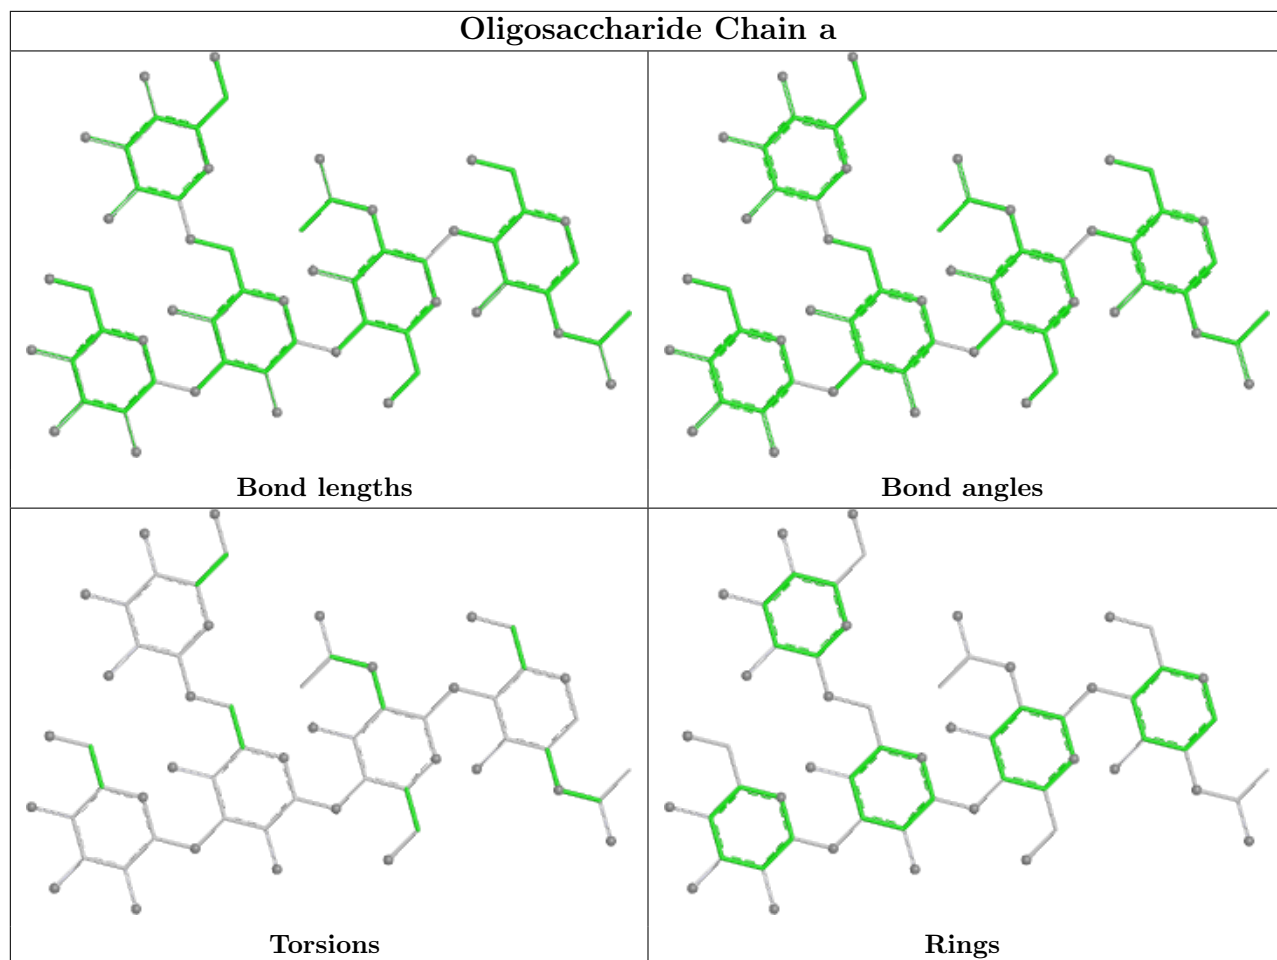 Oligosaccharide Chain a
Bond lengths
Bond angles
Torsions
Rings